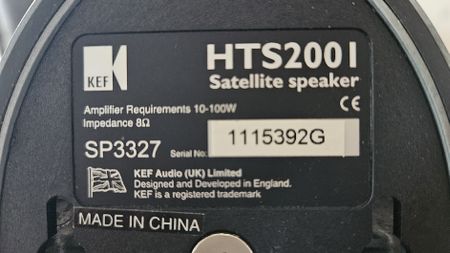 KEF
HTS2001
Satellite speaker
Amplifier Requirements 10-100W
Impedance 8Ω
CE
SP3327 Serial No: 1115392G
KEF Audio (UK) Limited
Designed and Developed in England.
KEF is a registered trademark
MADE IN CHINA